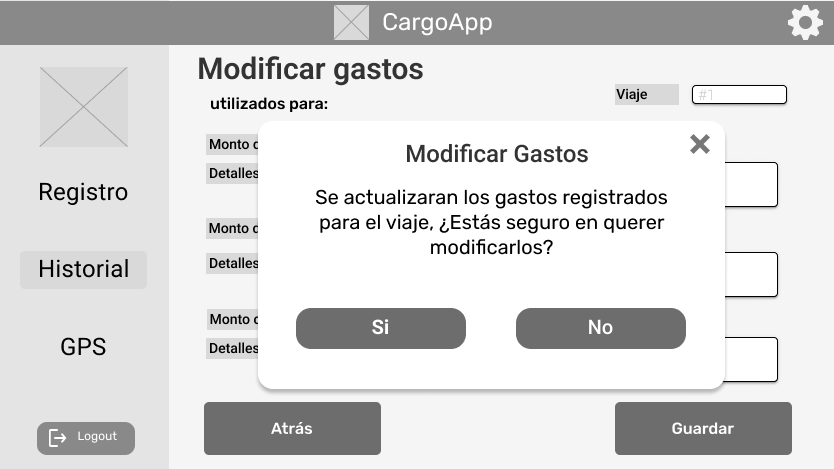 CargoApp
Modificar gastos
utilizados para:
Viaje
#1
Registro
Historial
GPS
Logout
Monto
Detalles
Monto
Detalles
Monto
Detalles
Modificar Gastos
Se actualizaran los gastos registrados
para el viaje, ¿Estás seguro en querer
modificarlos?
Si
No
Atrás
Guardar